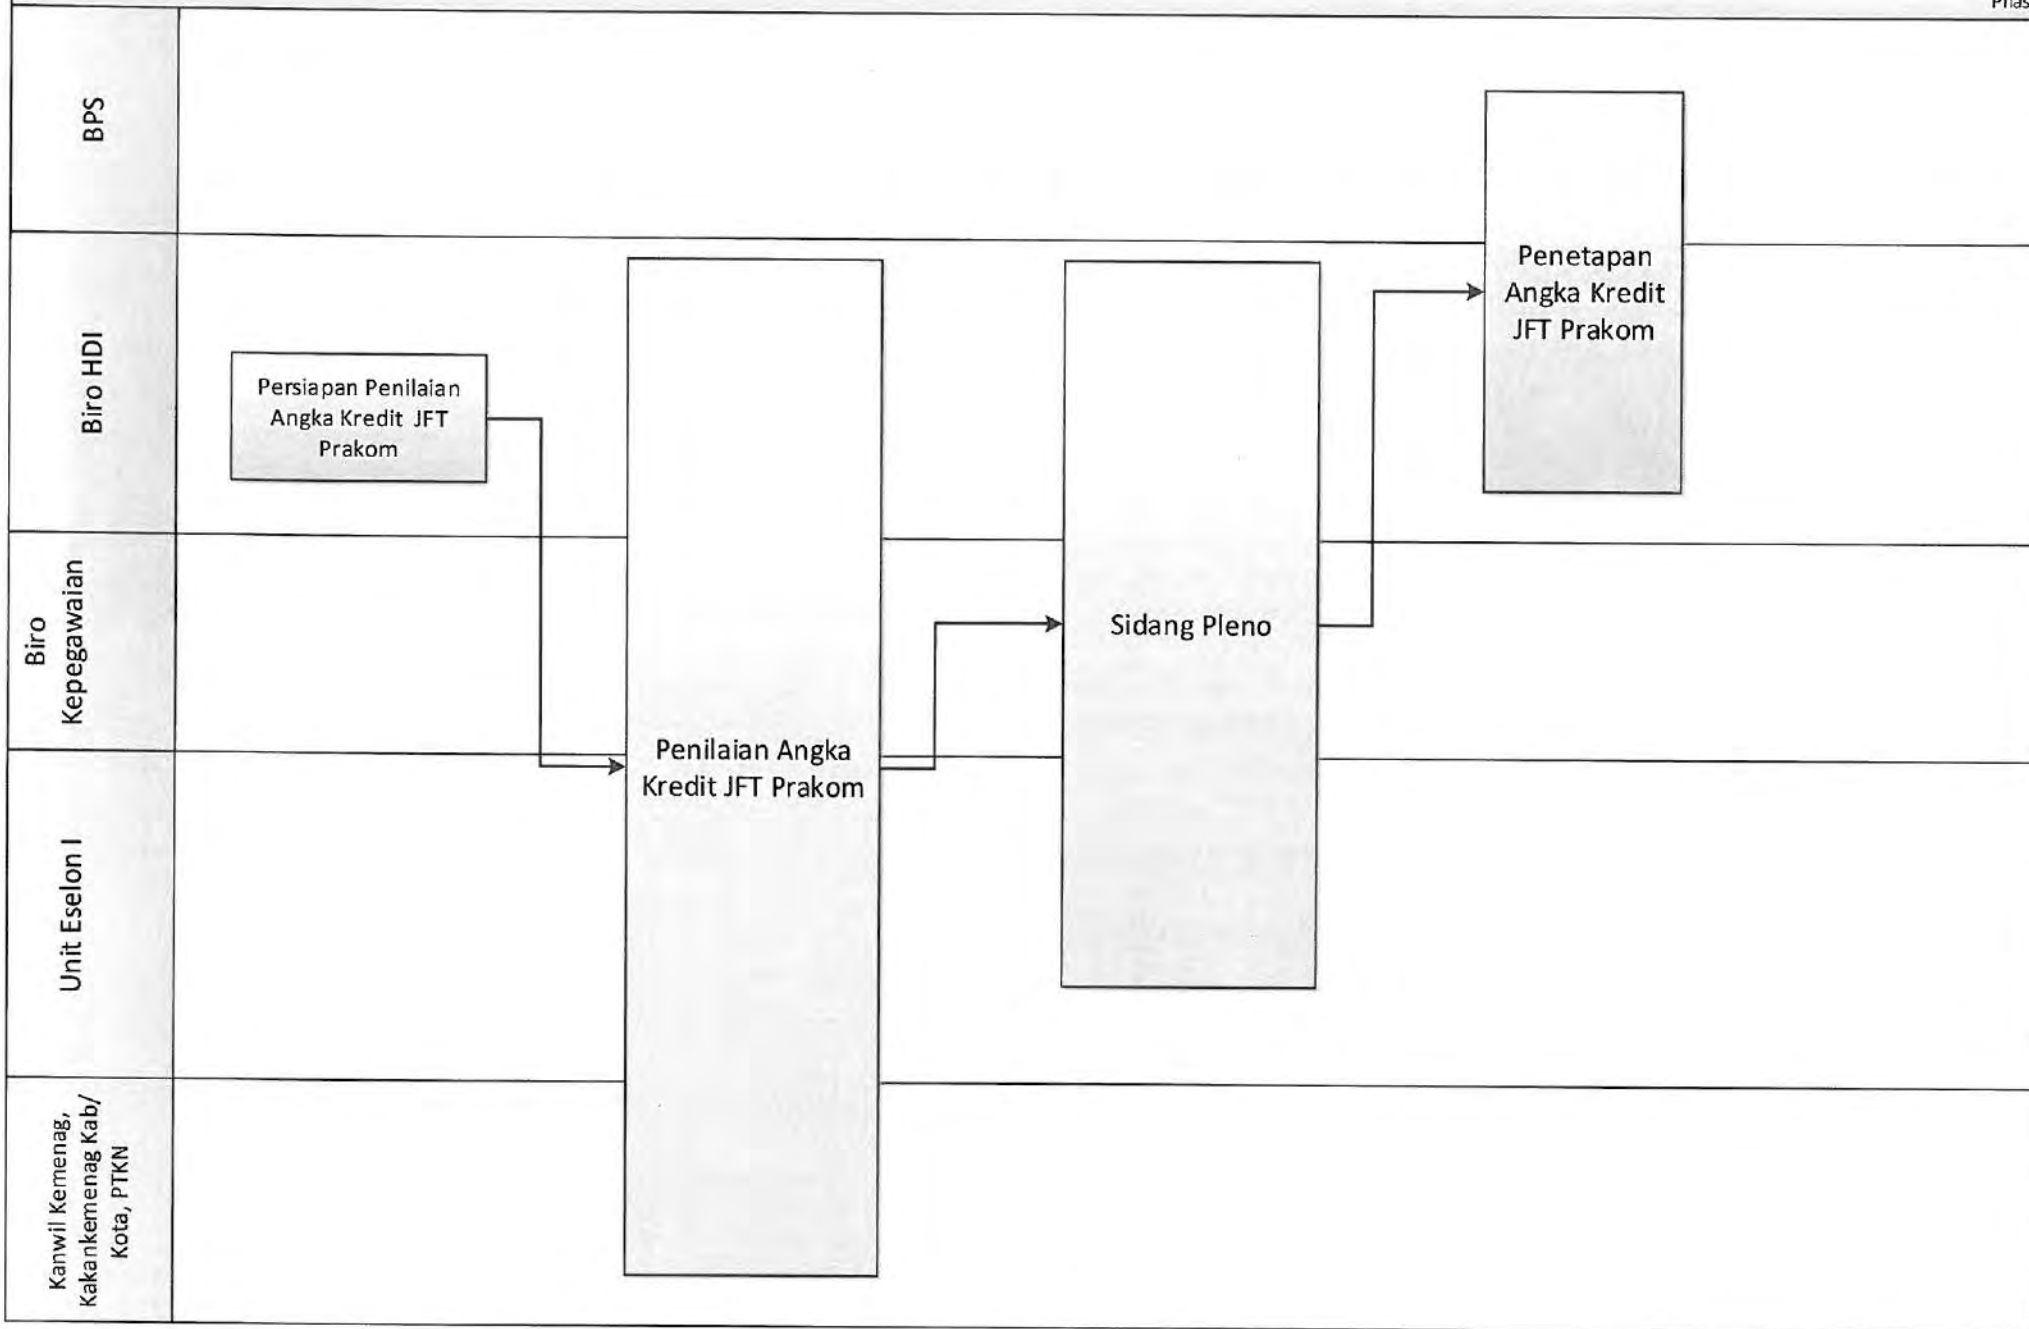 Phas
BPS
Biro HDI
Biro
Kepegawaian
Unit Eselon I
Kanwil Kemenag,
Kakankemenag Kab/
Kota, PTKN
Persiapan Penilaian
Angka Kredit JFT
Prakom
Penilaian Angka
Kredit JFT Prakom
Sidang Pleno
Penetapan
Angka Kredit
JFT Prakom